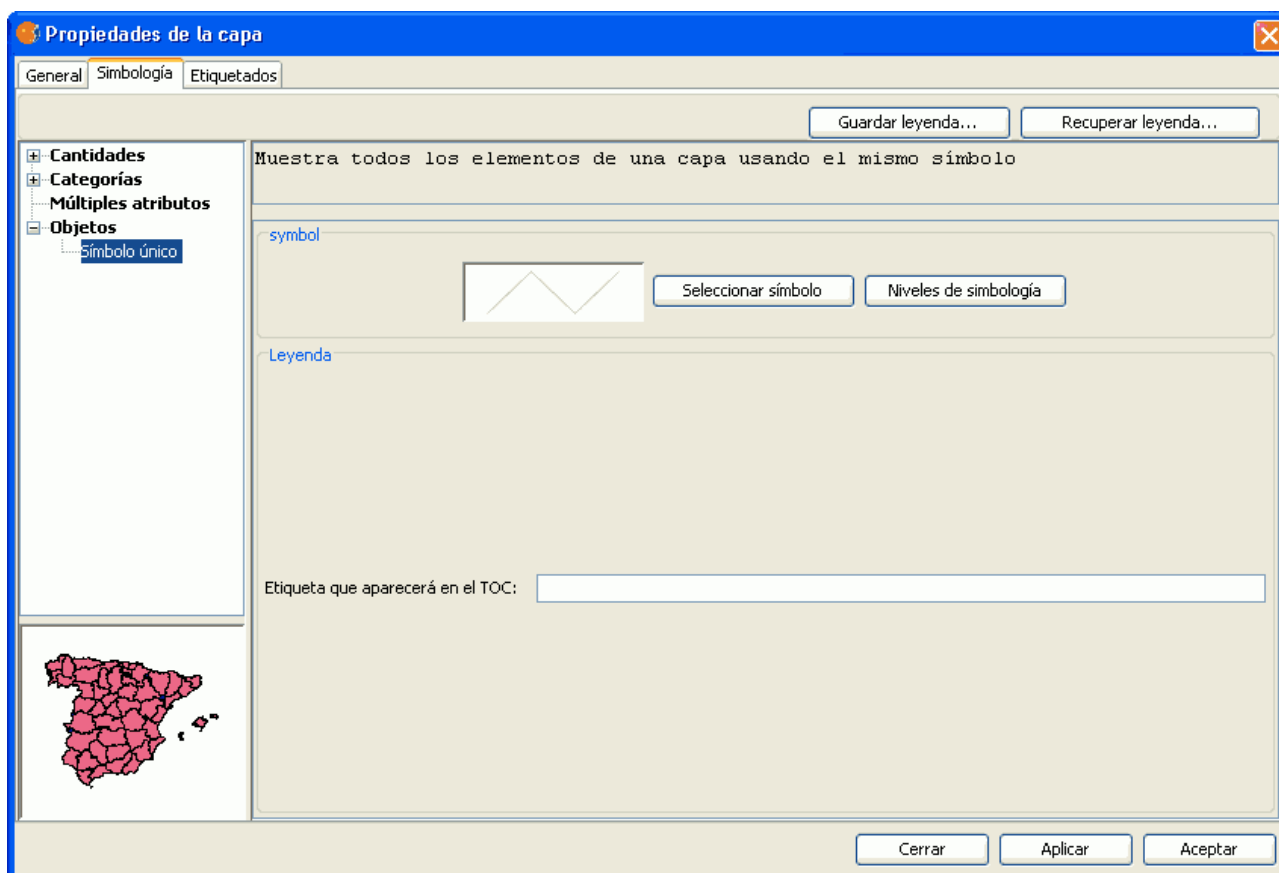 Propiedades de la capa
General Simbología Etiquetados
Guardar leyenda... Recuperar leyenda...
Cantidades
Categorías
Múltiples atributos
Objetos
Símbolo único
Muestra todos los elementos de una capa usando el mismo símbolo
symbol
Seleccionar símbolo Niveles de simbología
Leyenda
Etiqueta que aparecerá en el TOC:
Cerrar Aplicar Aceptar